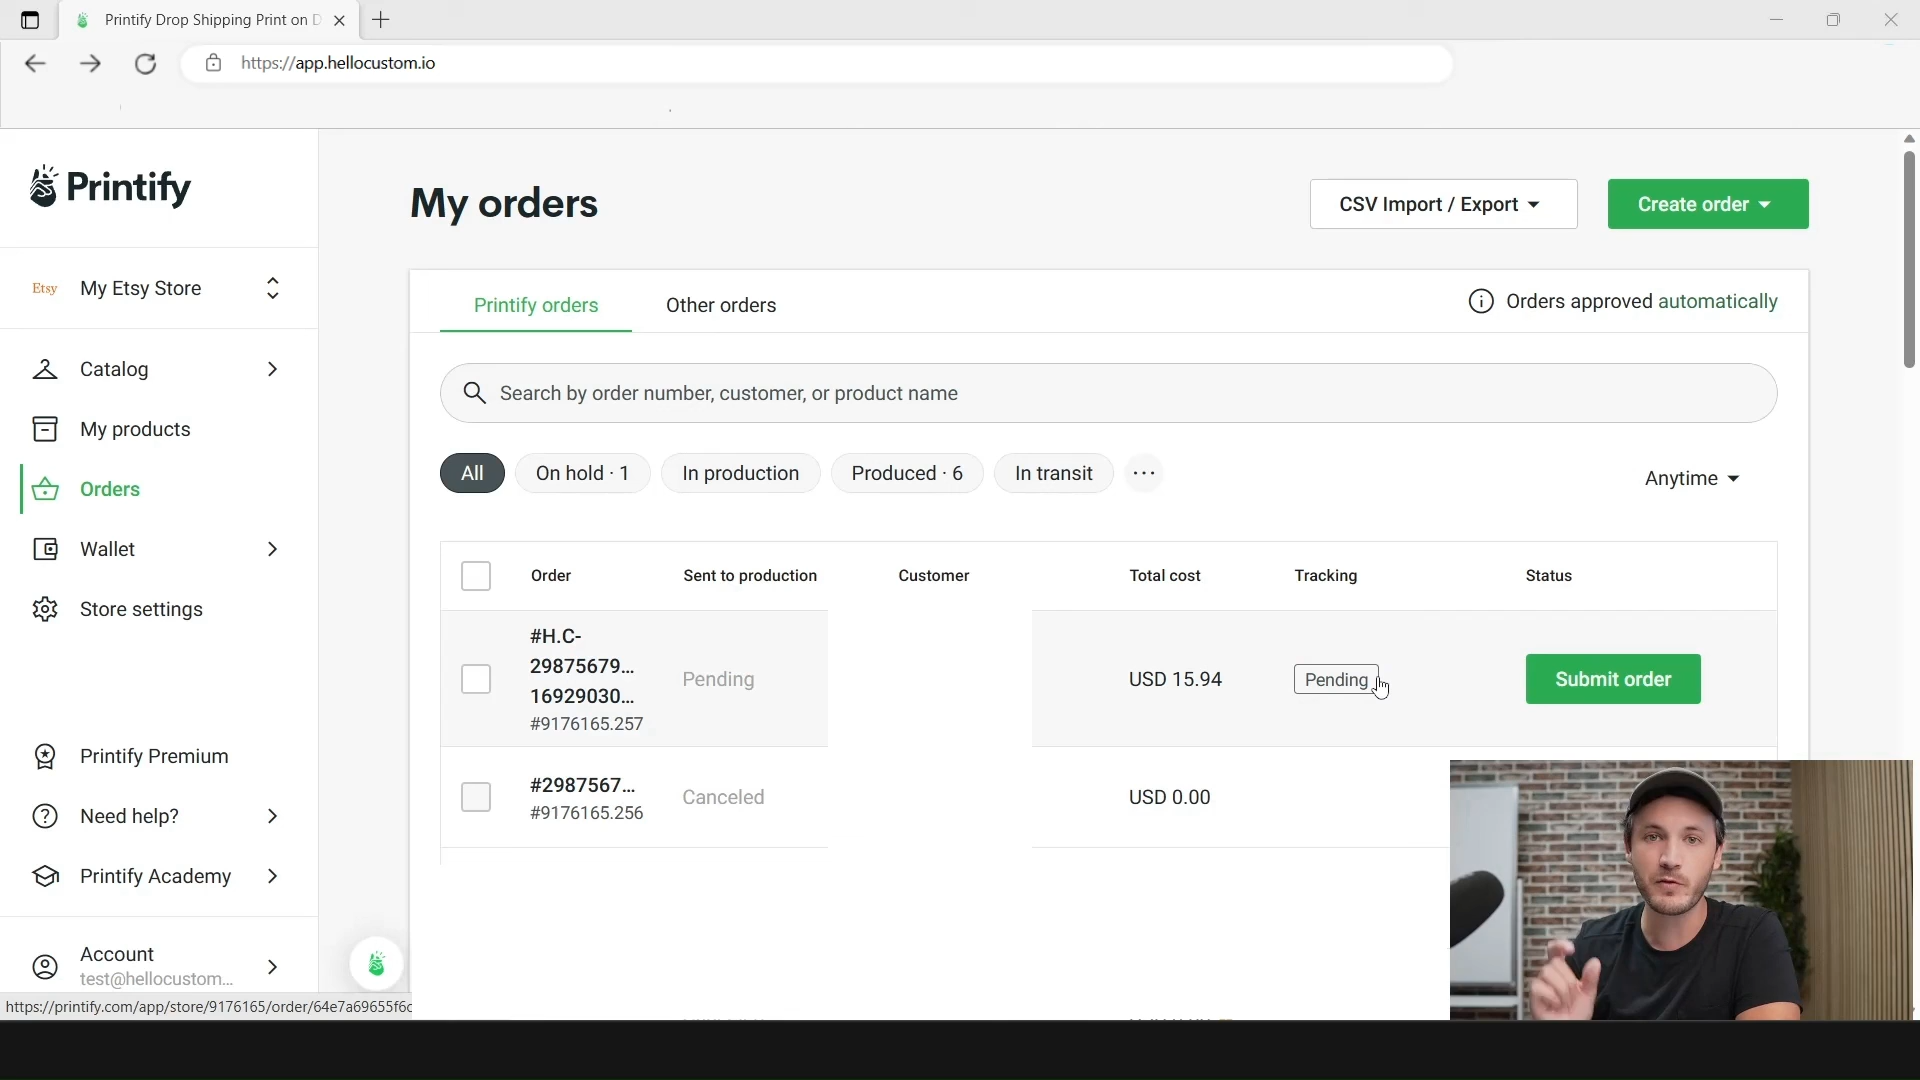 Printify Drop Shipping Print on D
https://app.hellocustom.io
Printify
Etsy My Etsy Store
Catalog
My products
Orders
Wallet
Store settings
Printify Premium
Need help?
Printify Academy
Account
test@hellocustom...
https://printify.com/app/store/9176165/order/64e7a69655f6c
My orders
CSV Import / Export
Create order
Printify orders
Other orders
Orders approved automatically
Search by order number, customer, or product name
All
On hold · 1
In production
Produced · 6
In transit
...
Anytime
Order Sent to production Customer Total cost Tracking Status
#H.C-
29875679...
16929030...
#9176165.257
Pending
USD 15.94
Pending
Submit order
#2987567...
#9176165.256
Canceled
USD 0.00